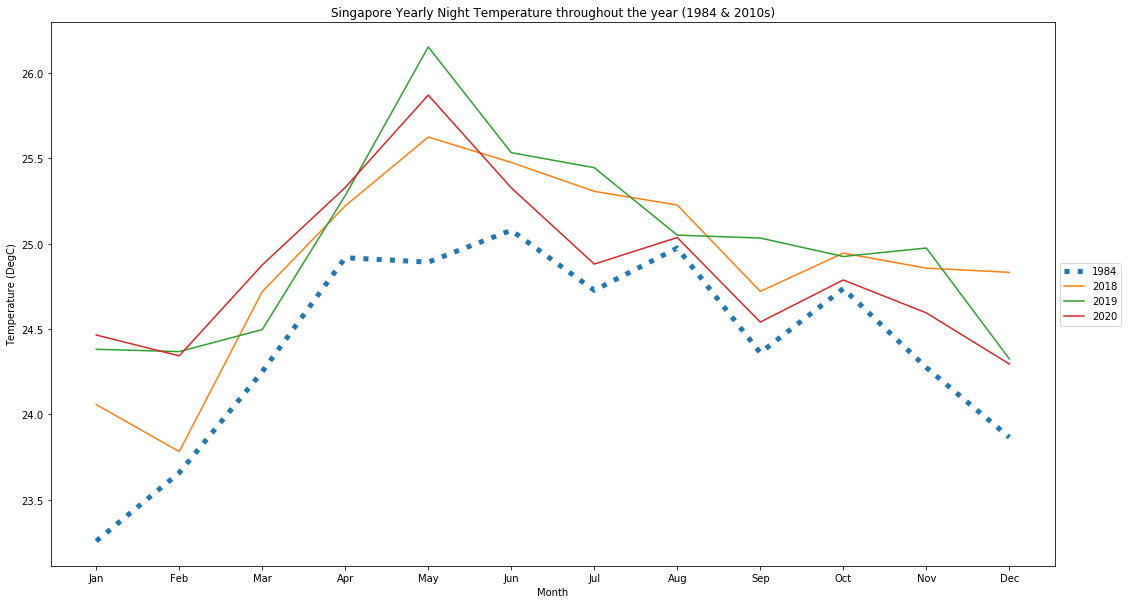 Singapore Yearly Night Temperature throughout the year (1984 & 2010s)
26.0
25.5
25.0
24.5
24.0
23.5
Temperature (DegC)
Jan Feb Mar Apr May Jun Jul Aug Sep Oct Nov Dec
Month
1984
2018
2019
2020